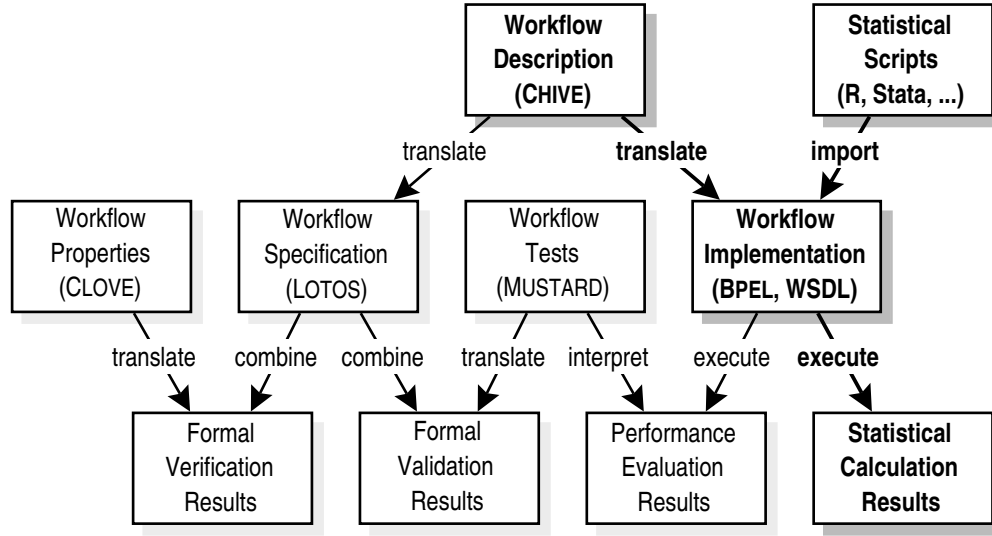 Workflow
Description
(CHIVE)
Statistical
Scripts
(R, Stata, ...)
translate
translate
import
Workflow
Properties
(CLOVE)
Workflow
Specification
(LOTOS)
Workflow
Tests
(MUSTARD)
Workflow
Implementation
(BPEL, WSDL)
translate
combine
combine
translate
interpret
execute
execute
Formal
Verification
Results
Formal
Validation
Results
Performance
Evaluation
Results
Statistical
Calculation
Results